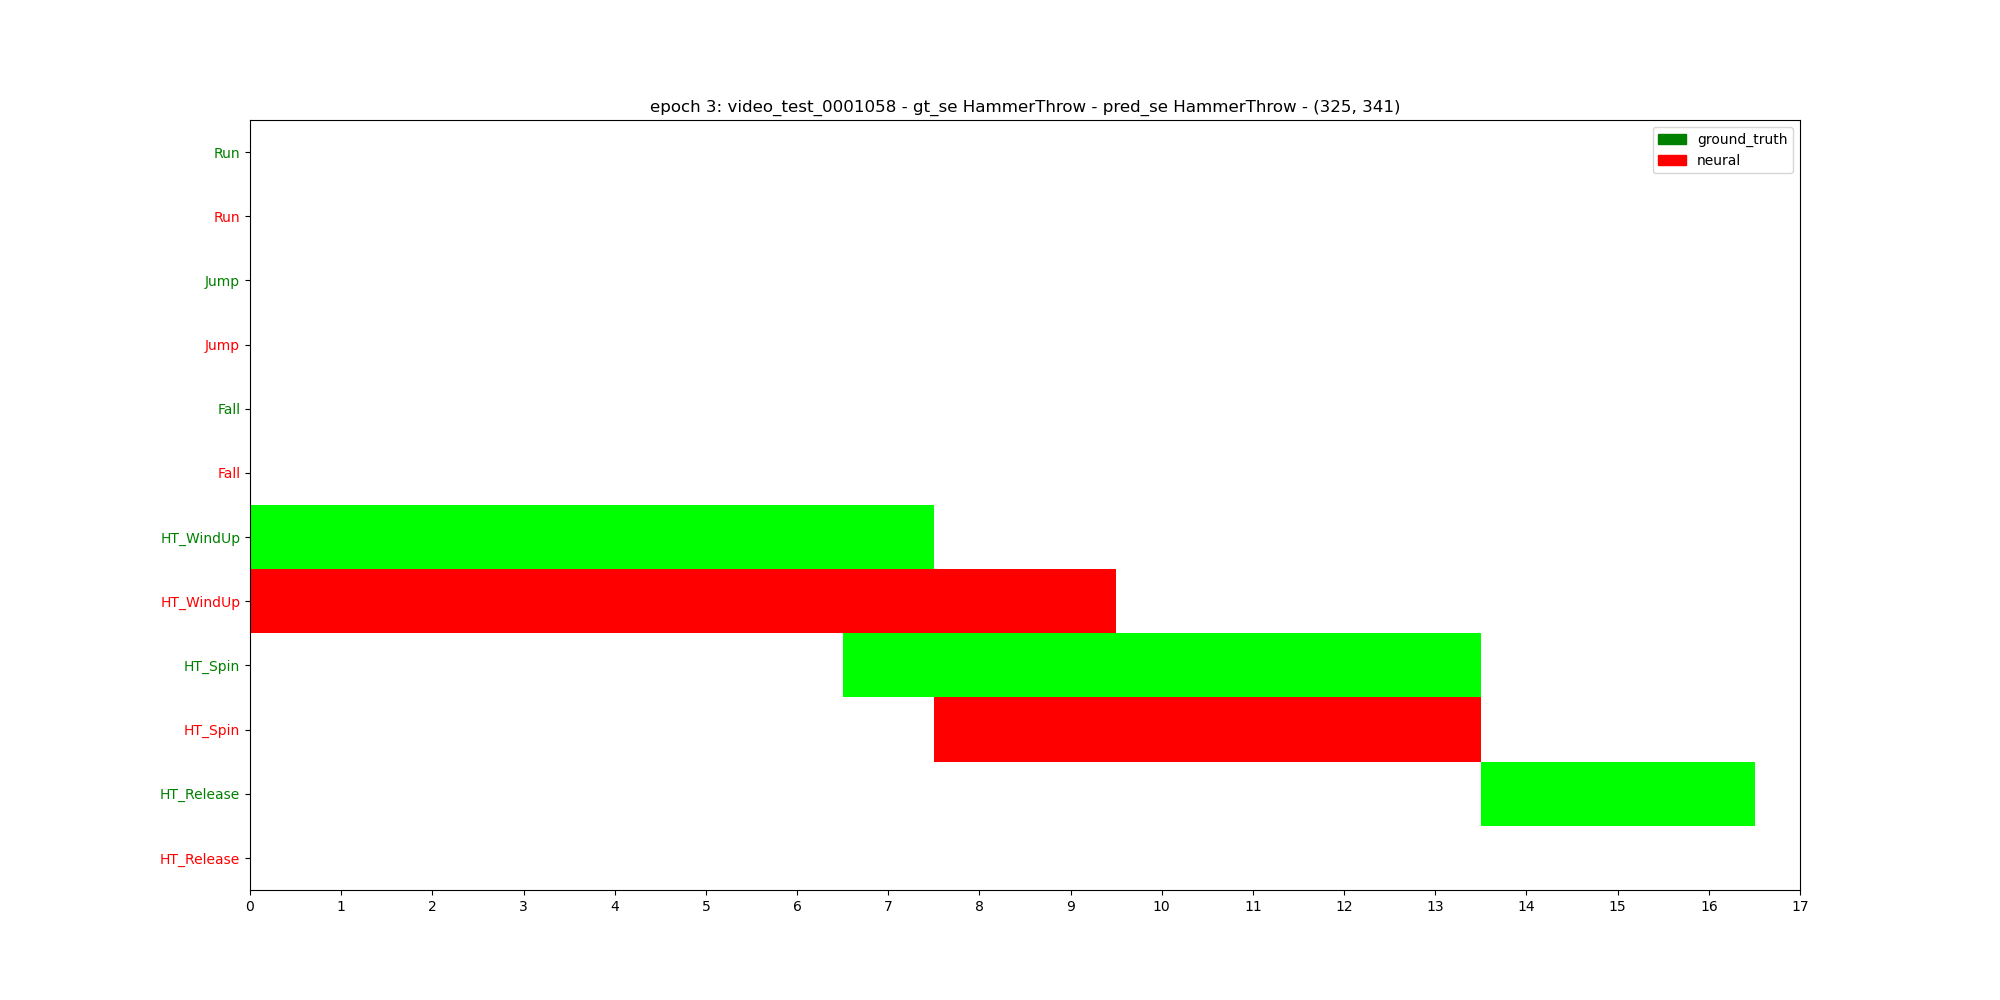 epoch 3: video_test_0001058 - gt_se HammerThrow - pred_se HammerThrow - (325, 341)
ground_truth
neural
Run
Run
Jump
Jump
Fall
Fall
HT_WindUp
HT_WindUp
HT_Spin
HT_Spin
HT_Release
HT_Release
0 1 2 3 4 5 6 7 8 9 10 11 12 13 14 15 16 17